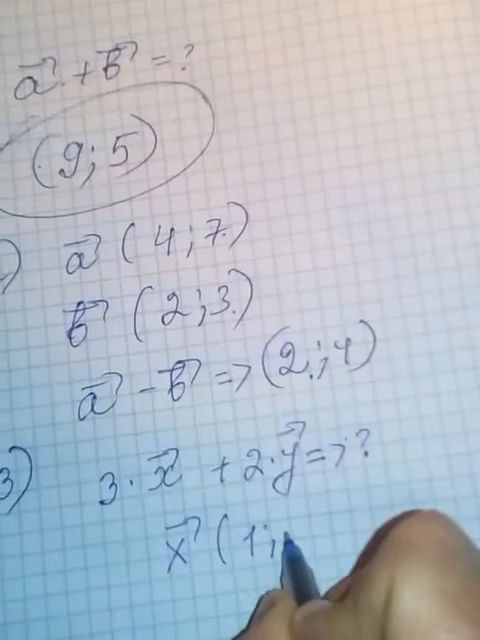 a⃗ + b⃗ = ?
(9; 5)
) a⃗ (4; 7.)
b⃗ (2; 3.)
a⃗ - b⃗ => (2; 4)
3) 3 · x⃗ + 2 · y⃗ => ?
x⃗ (1;